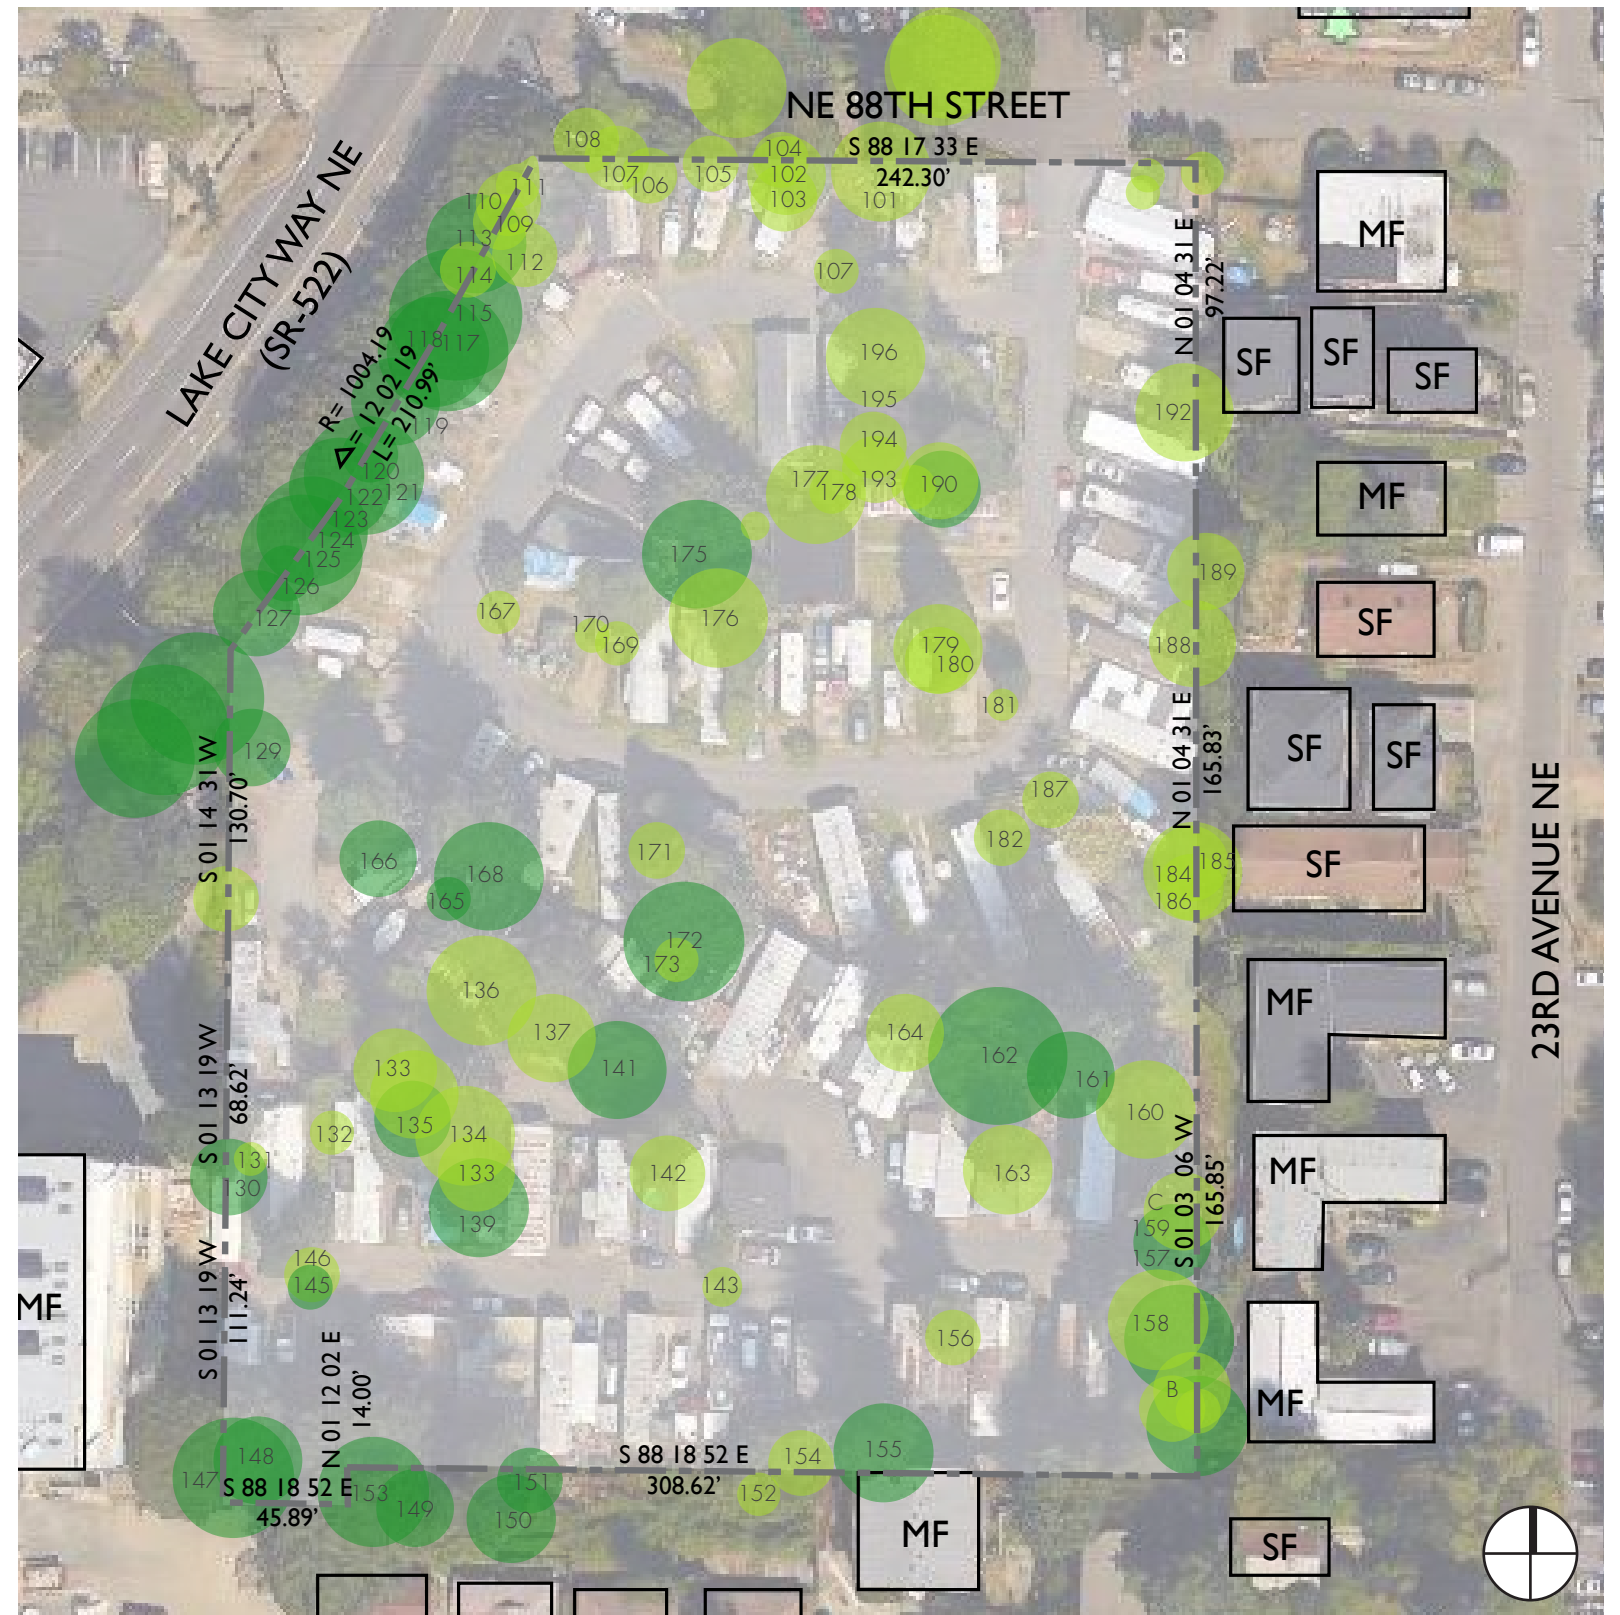 NE 88TH STREET
S 88 17 33 E
242.30'
LAKE CITY WAY NE
(SR-522)
R= 1004.19
Δ= 12 02 19
L= 210.99'
108
107
106
105
104
102
103
101
110
111
109
113
112
114
115
118
117
119
120
121
122
123
124
125
126
127
107
196
195
194
193
177
178
190
192
175
176
167
170
169
179
180
181
189
188
187
182
184
185
186
N 01 04 31 E
97.22'
N 01 04 31 E
165.83'
S 01 03 06 W
165.85'
MF
SF
SF
SF
MF
SF
SF
SF
SF
MF
MF
MF
SF
23RD AVENUE NE
129
S 01 14 31 W
130.70'
166
168
165
171
172
173
136
137
141
133
135
134
133
139
132
142
164
162
161
160
163
C
159
157
158
B
S 01 13 19 W
68.62'
131
130
S 01 13 19 W
111.24'
MF
146
145
143
156
N 01 12 02 E
14.00'
148
147
S 88 18 52 E
45.89'
153
149
151
150
S 88 18 52 E
308.62'
154
152
155
MF